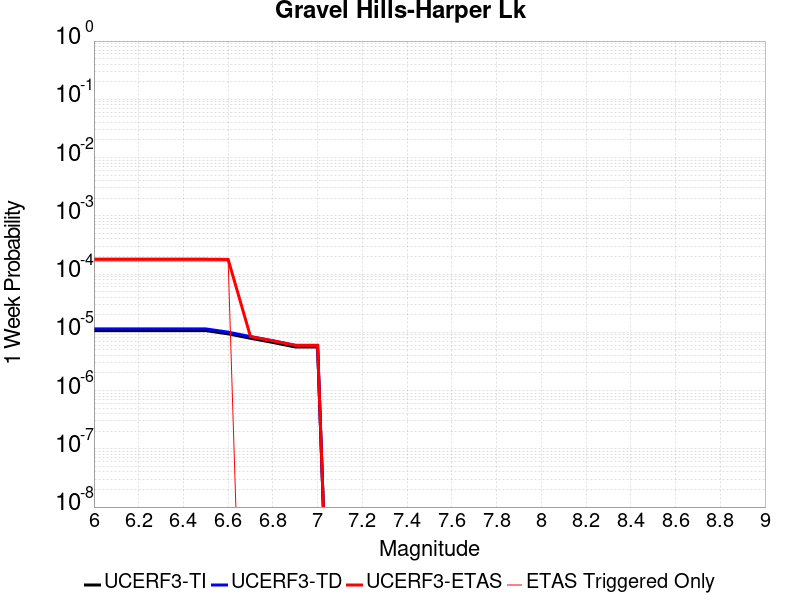 Gravel Hills-Harper Lk
10^0
10^-1
10^-2
10^-3
10^-4
10^-5
10^-6
10^-7
10^-8
1 Week Probability
6 6.2 6.4 6.6 6.8 7 7.2 7.4 7.6 7.8 8 8.2 8.4 8.6 8.8 9
Magnitude
UCERF3-TI UCERF3-TD UCERF3-ETAS ETAS Triggered Only